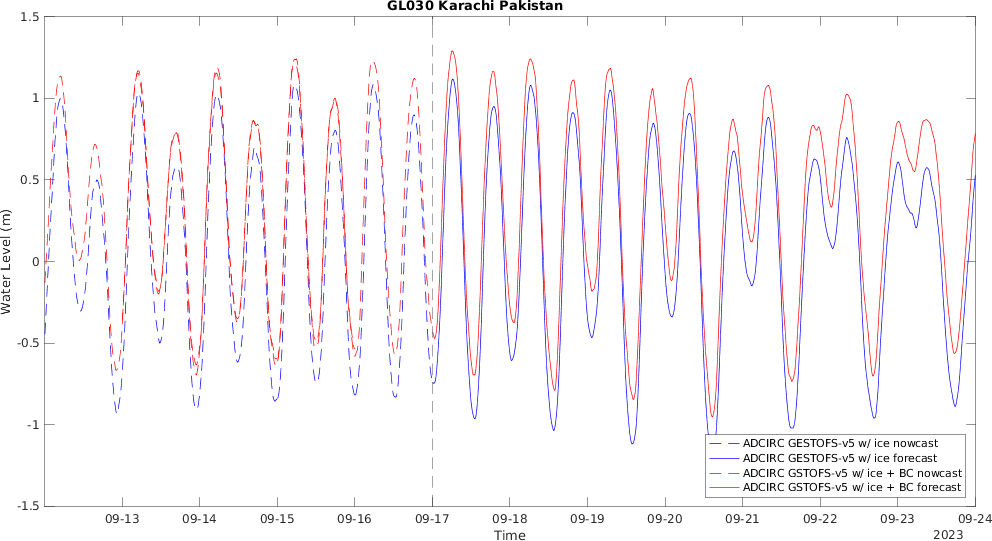 GL030 Karachi Pakistan
1.5
1
0.5
0
-0.5
-1
-1.5
Water Level (m)
09-13 09-14 09-15 09-16 09-17 09-18 09-19 09-20 09-21 09-22 09-23 09-24
Time
2023
ADCIRC GESTOFS-v5 w/ ice nowcast
ADCIRC GESTOFS-v5 w/ ice forecast
ADCIRC GSTOFS-v5 w/ ice + BC nowcast
ADCIRC GSTOFS-v5 w/ ice + BC forecast